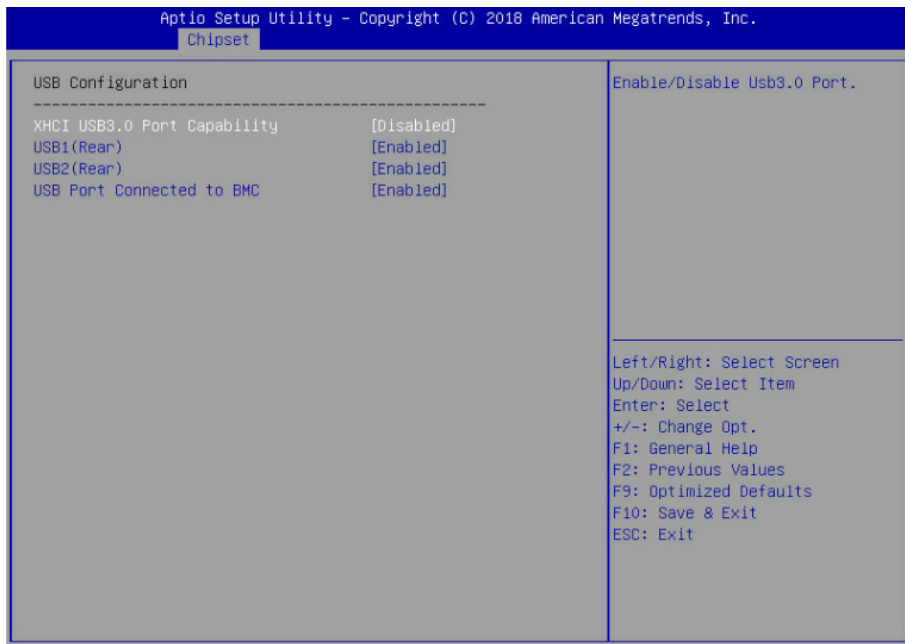 Aptio Setup Utility – Copyright (C) 2018 American Megatrends, Inc.
Chipset
USB Configuration
--------------------------------------------------
XHCI USB3.0 Port Capability [Disabled]
USB1(Rear) [Enabled]
USB2(Rear) [Enabled]
USB Port Connected to BMC [Enabled]
Enable/Disable Usb3.0 Port.
Left/Right: Select Screen
Up/Down: Select Item
Enter: Select
+/-: Change Opt.
F1: General Help
F2: Previous Values
F9: Optimized Defaults
F10: Save & Exit
ESC: Exit